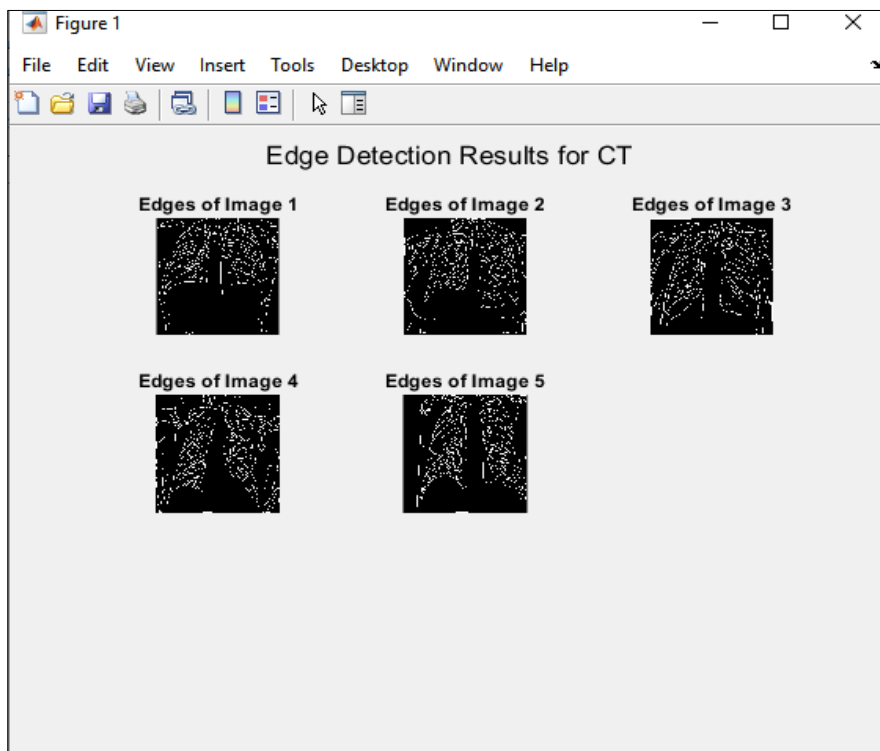 Figure 1
File Edit View Insert Tools Desktop Window Help
Edge Detection Results for CT
Edges of Image 1 Edges of Image 2 Edges of Image 3
Edges of Image 4 Edges of Image 5